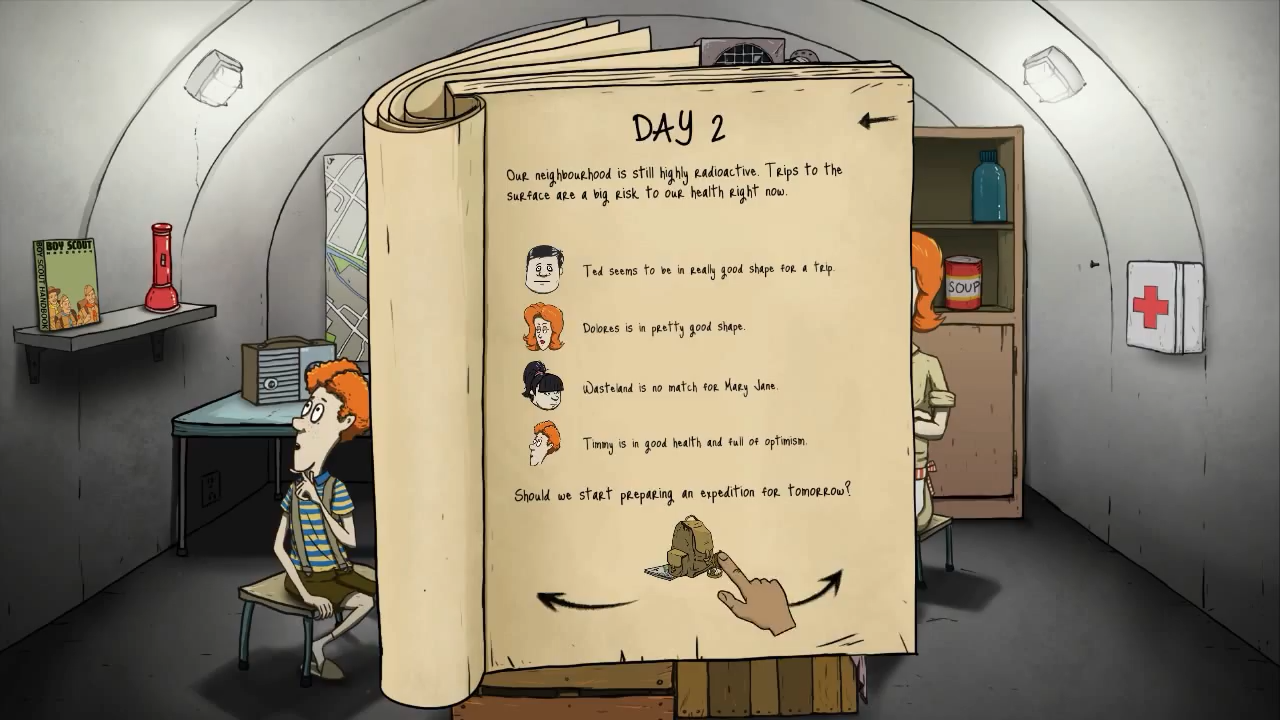 DAY 2
Our neighbourhood is still highly radioactive. Trips to the
surface are a big risk to our health right now.
Ted seems to be in really good shape for a trip.
Dolores is in pretty good shape.
Wasteland is no match for Mary Jane.
Timmy is in good health and full of optimism.
Should we start preparing an expedition for tomorrow?
BOY SCOUT
BOY SCOUT HANDBOOK
SOUP